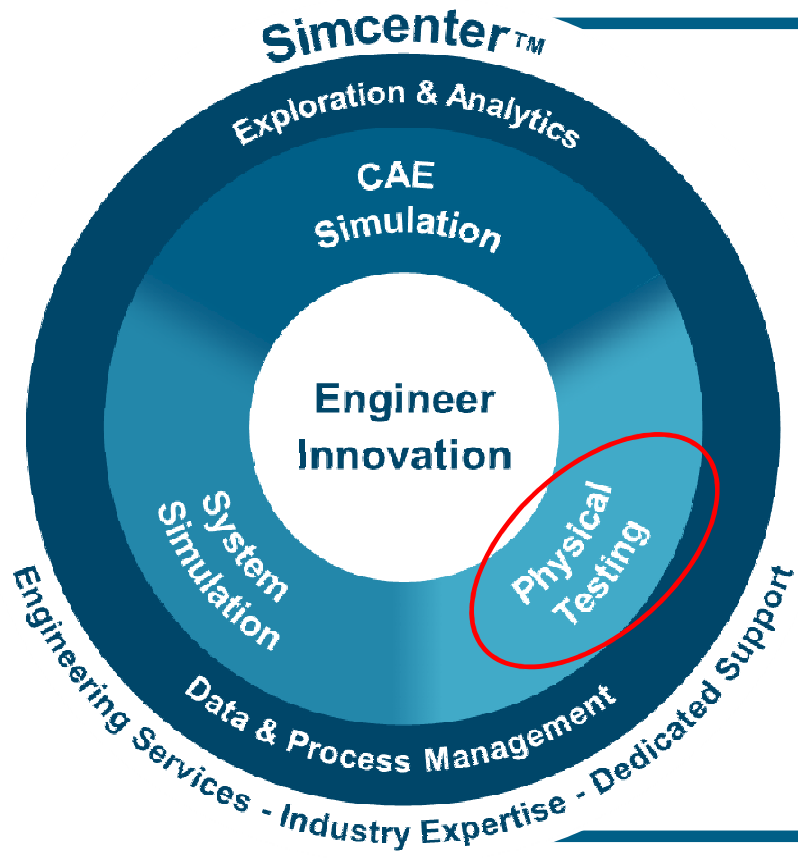 Simcenter™
Exploration & Analytics
CAE
Simulation
Engineer
Innovation
System
Simulation
Physical
Testing
Data & Process Management
Engineering Services - Industry Expertise - Dedicated Support